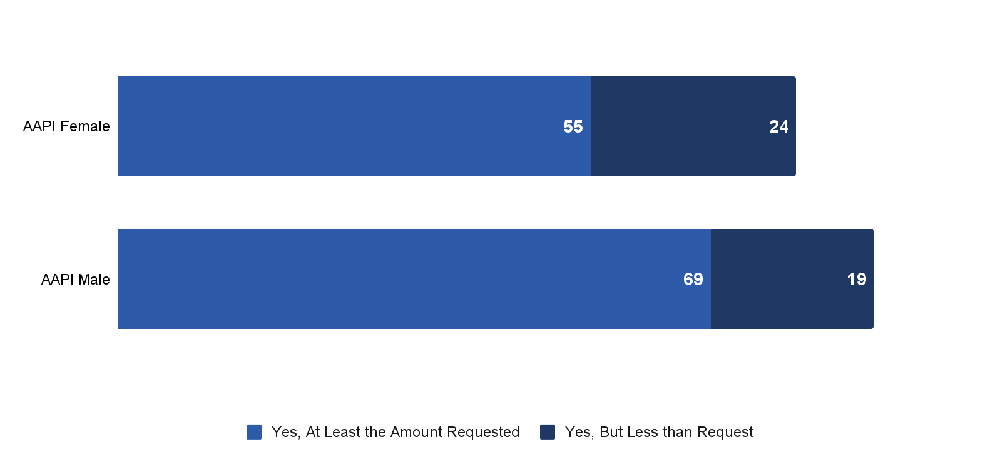 AAPI Female
55
24
AAPI Male
69
19
Yes, At Least the Amount Requested
Yes, But Less than Request